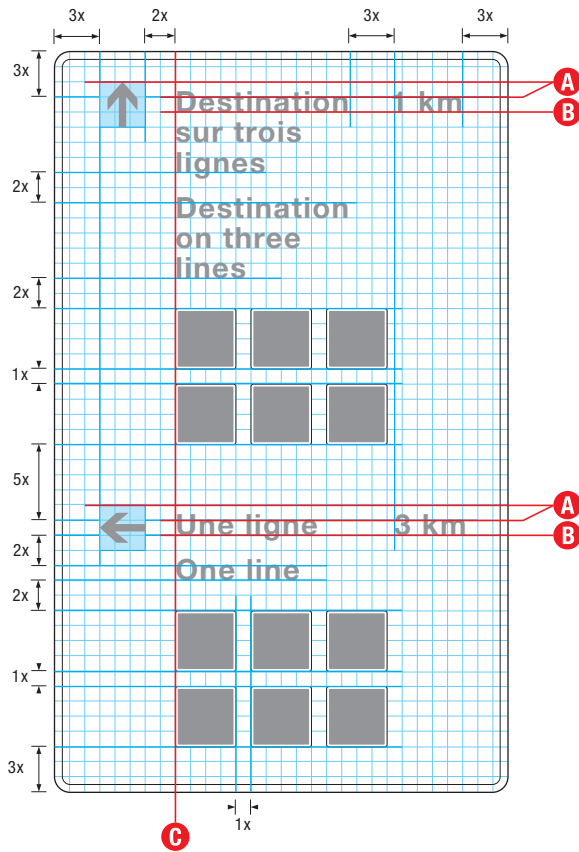 3x 2x 3x 3x
3x
A
Destination 1 km
B
sur trois
lignes
2x
Destination
on three
lines
2x
1x
5x
A
Une ligne 3 km
B
2x
One line
2x
1x
3x
1x
C